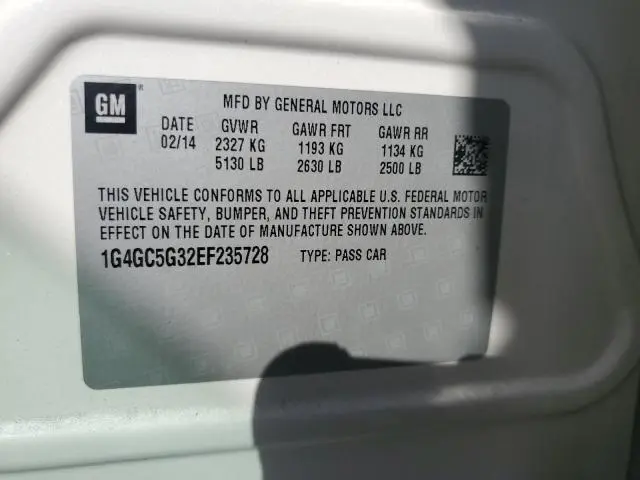 GM ®
MFD BY GENERAL MOTORS LLC
DATE GVWR GAWR FRT GAWR RR
02/14 2327 KG 1193 KG 1134 KG
5130 LB 2630 LB 2500 LB
THIS VEHICLE CONFORMS TO ALL APPLICABLE U.S. FEDERAL MOTOR
VEHICLE SAFETY, BUMPER, AND THEFT PREVENTION STANDARDS IN
EFFECT ON THE DATE OF MANUFACTURE SHOWN ABOVE.
1G4GC5G32EF235728 TYPE: PASS CAR